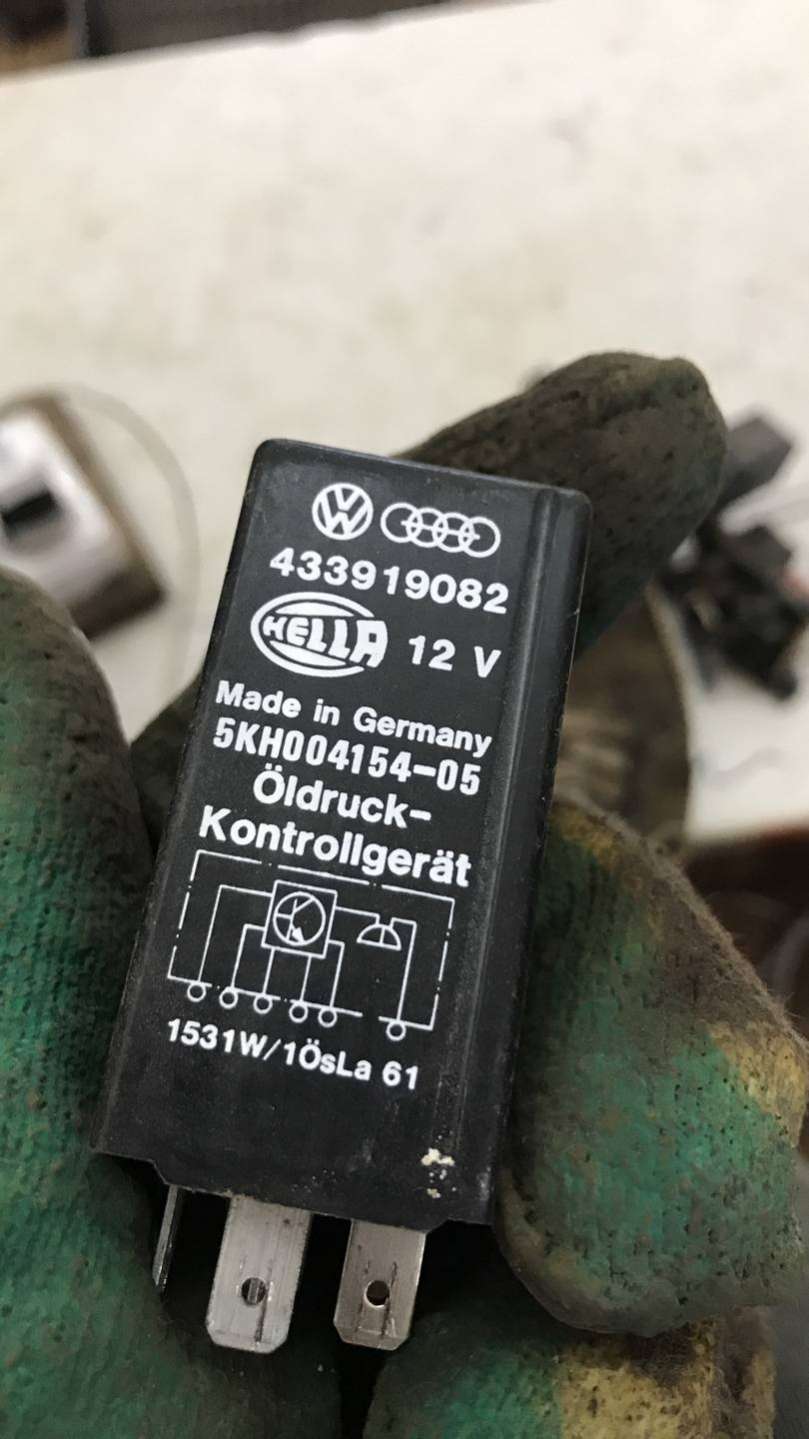 433919082
HELLA 12 V
Made in Germany
5KH004154-05
Öldruck-
Kontrollgerät
1531W/1ÖsLa 61